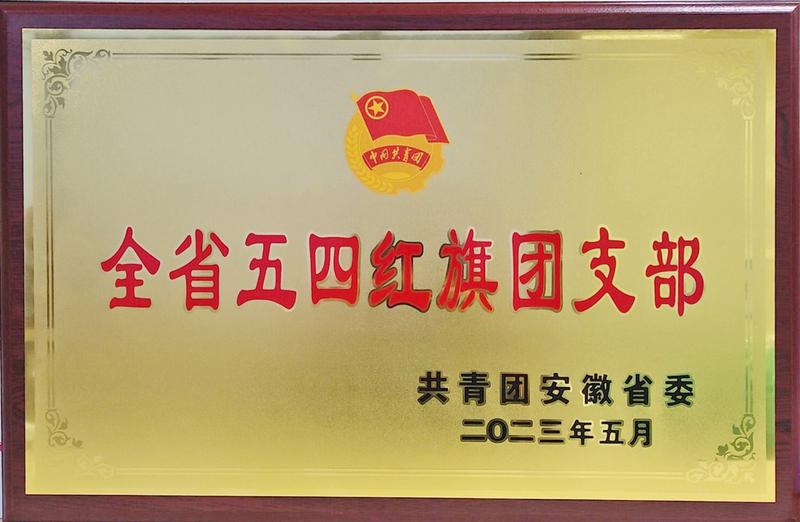 中国共青团
全省五四红旗团支部
共青团安徽省委
二〇二三年五月